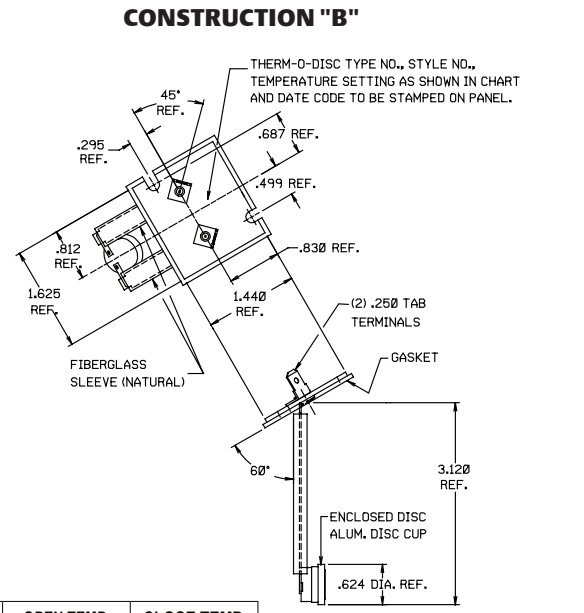 CONSTRUCTION "B"
THERM-O-DISC TYPE NO., STYLE NO.,
TEMPERATURE SETTING AS SHOWN IN CHART
AND DATE CODE TO BE STAMPED ON PANEL.
45°
REF.
.687 REF.
.295
REF.
.499 REF.
.812
REF.
.830 REF.
1.625
REF.
1.440
REF.
(2) .250 TAB
TERMINALS
GASKET
FIBERGLASS
SLEEVE (NATURAL)
60°
3.120
REF.
ENCLOSED DISC
ALUM. DISC CUP
.624 DIA. REF.
OPEN TEMP CLOSE TEMP